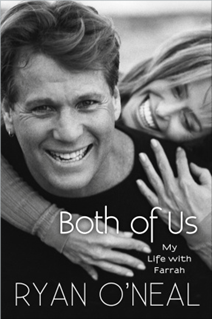 Both of Us
My
Life with
Farrah
RYAN O'NEAL